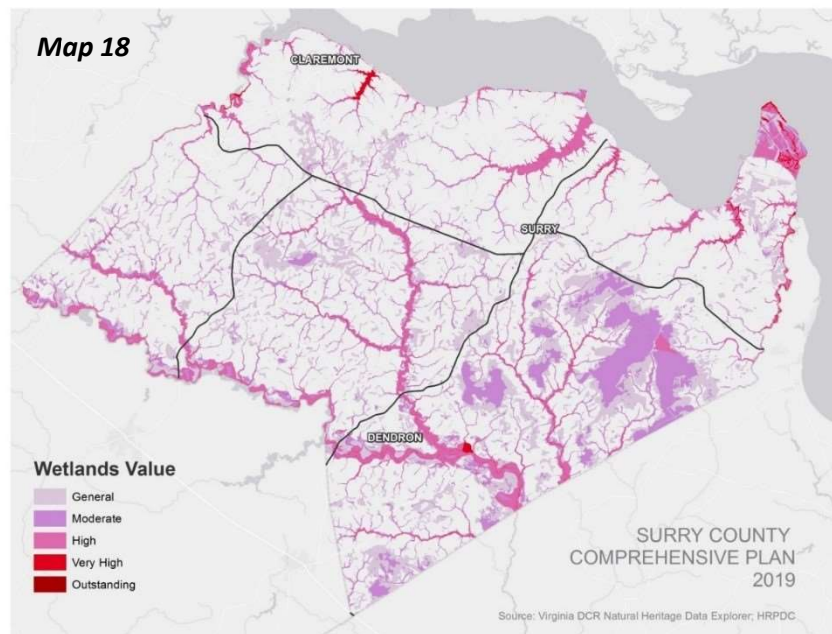 Map 18
CLAREMONT
SURRY
DENDRON
Wetlands Value
General
Moderate
High
Very High
Outstanding
SURRY COUNTY
COMPREHENSIVE PLAN
2019
Source: Virginia DCR Natural Heritage Data Explorer; HRPDC